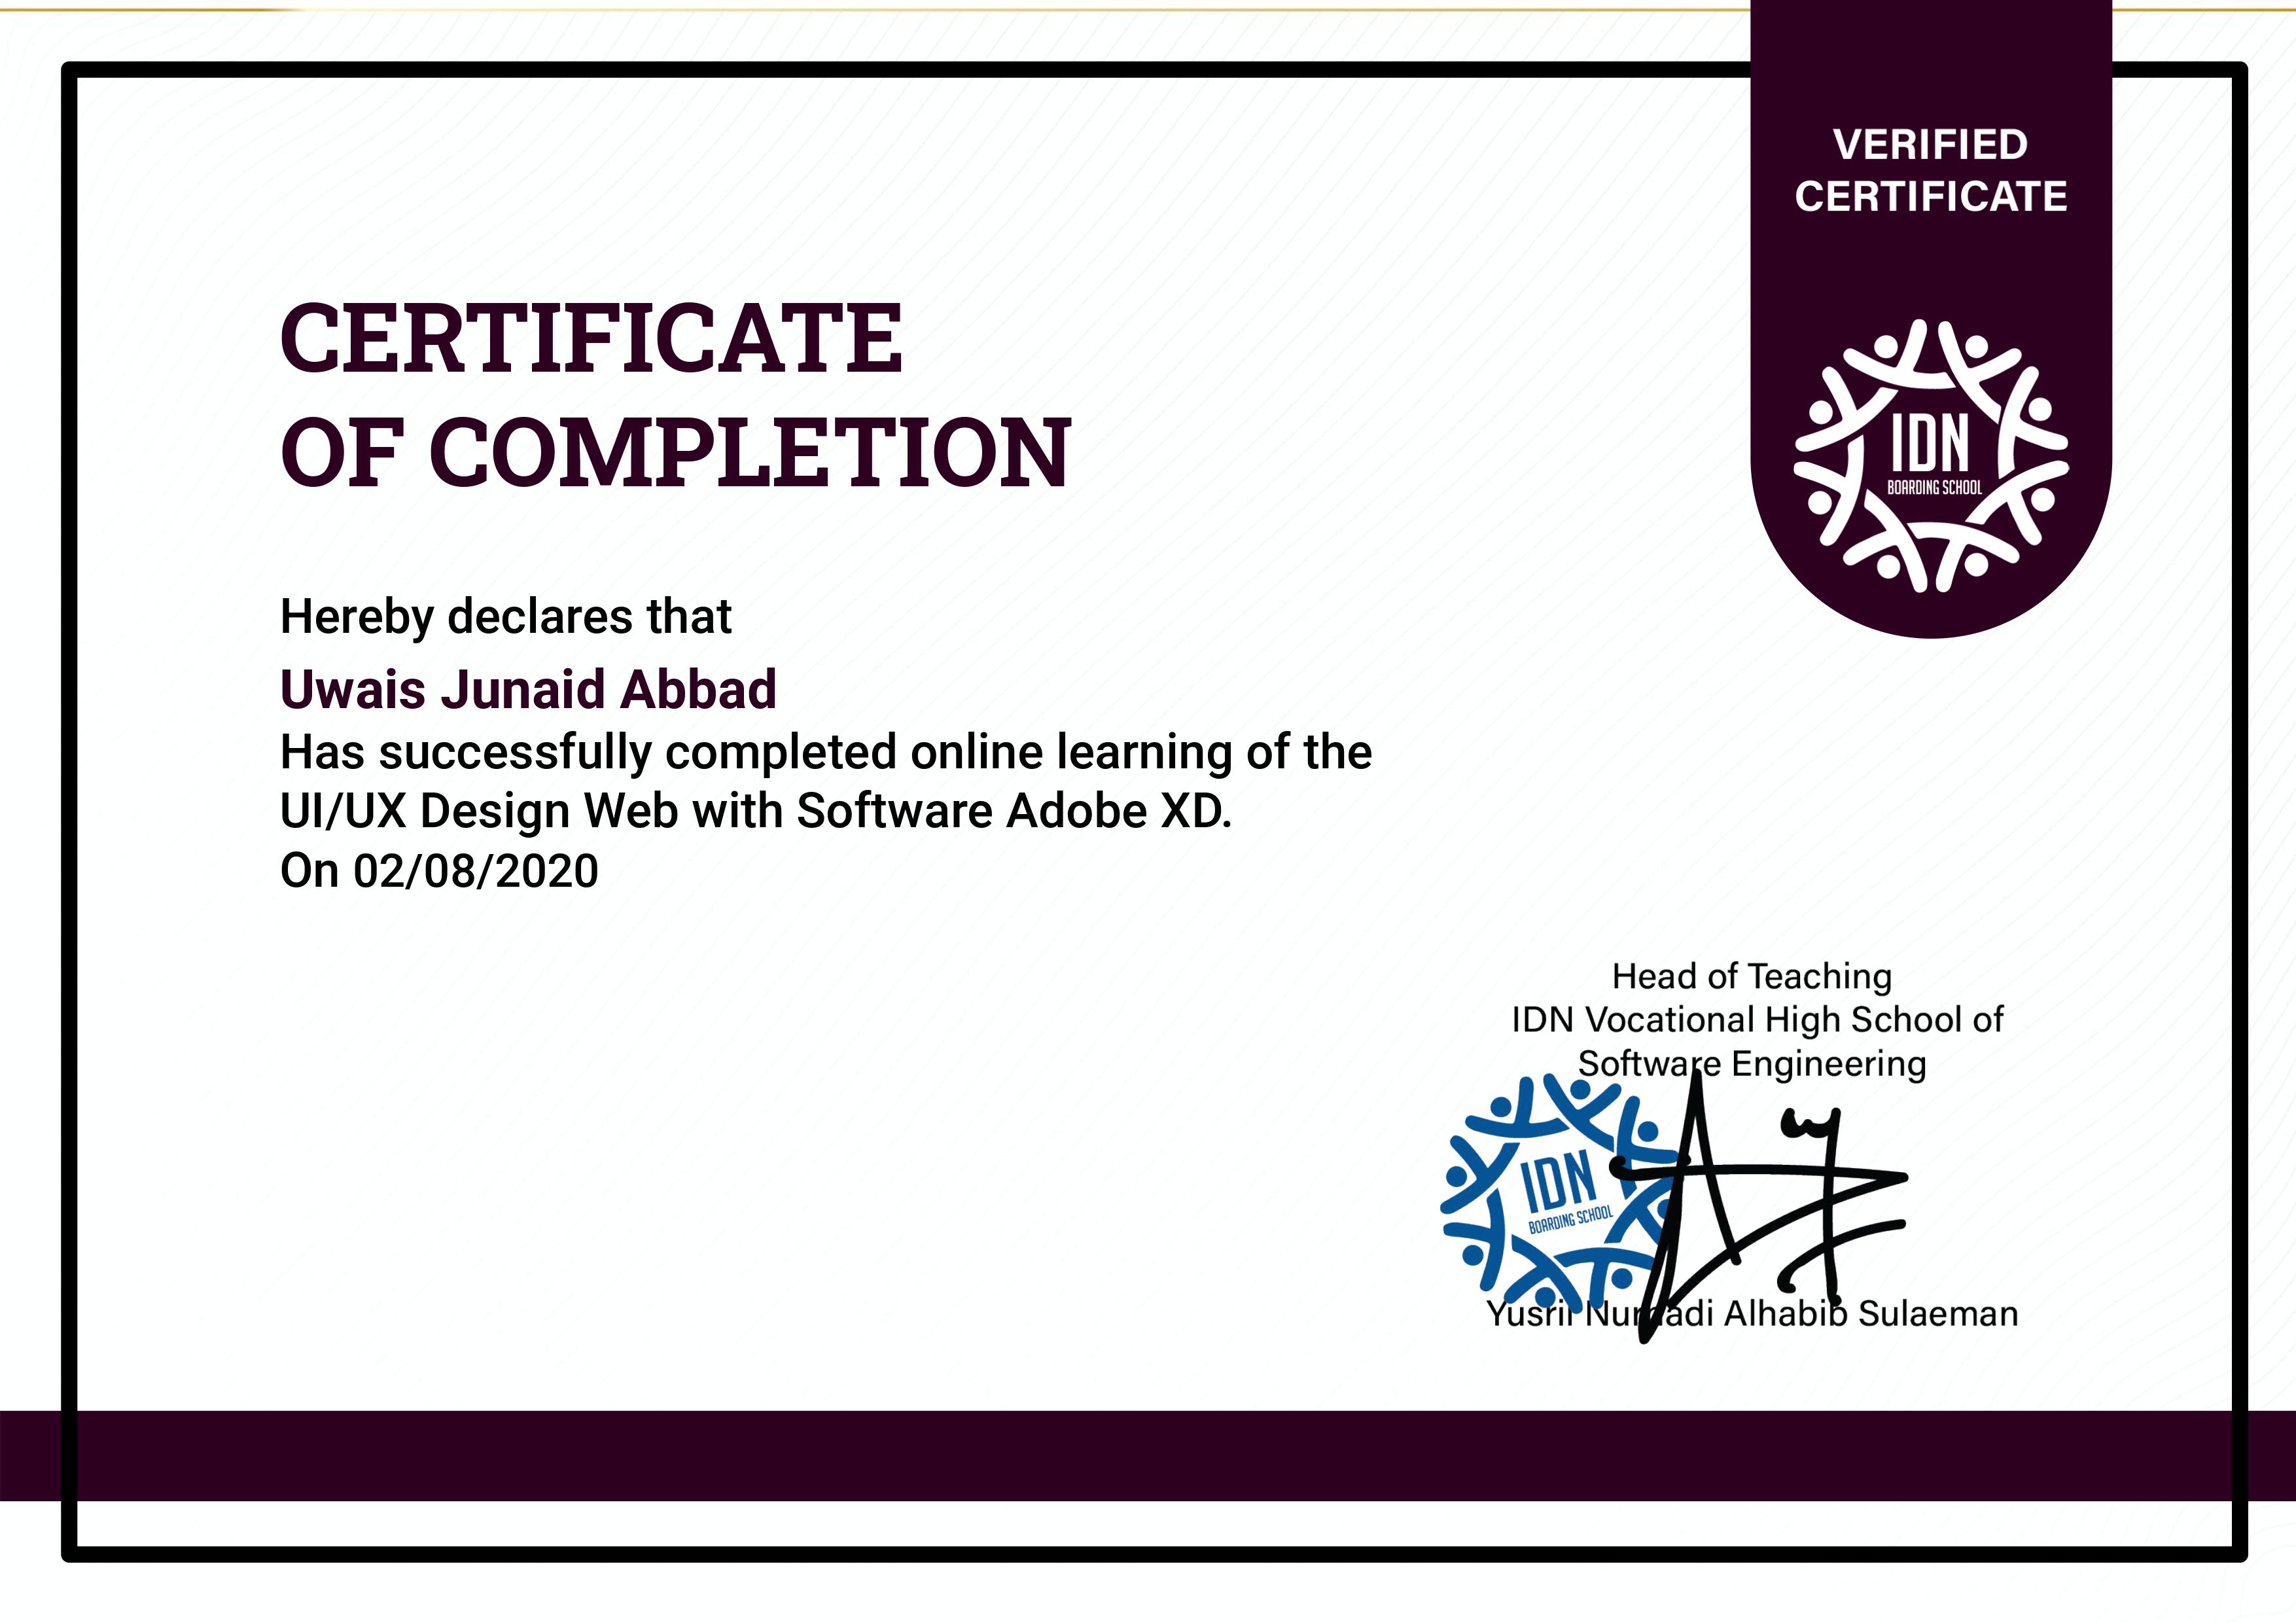 VERIFIED
CERTIFICATE
IDN
BOARDING SCHOOL
CERTIFICATE
OF COMPLETION
Hereby declares that
Uwais Junaid Abbad
Has successfully completed online learning of the
UI/UX Design Web with Software Adobe XD.
On 02/08/2020
Head of Teaching
IDN Vocational High School of
Software Engineering
IDN
BOARDING SCHOOL
Yusril Alhabib Sulaeman